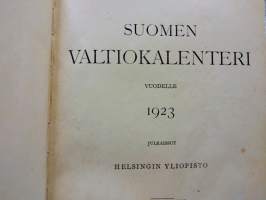 SUOMEN
VALTIOKALENTERI
VUODELLE
1923
JULKAISSUT
HELSINGIN YLIOPISTO